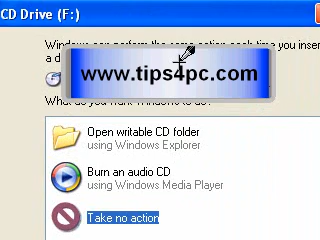 CD Drive (F:)
Windows can perform the same action each time you inser
a d
www.tips4pc.com
What do you want Windows to do?
Open writable CD folder
using Windows Explorer
Burn an audio CD
using Windows Media Player
Take no action